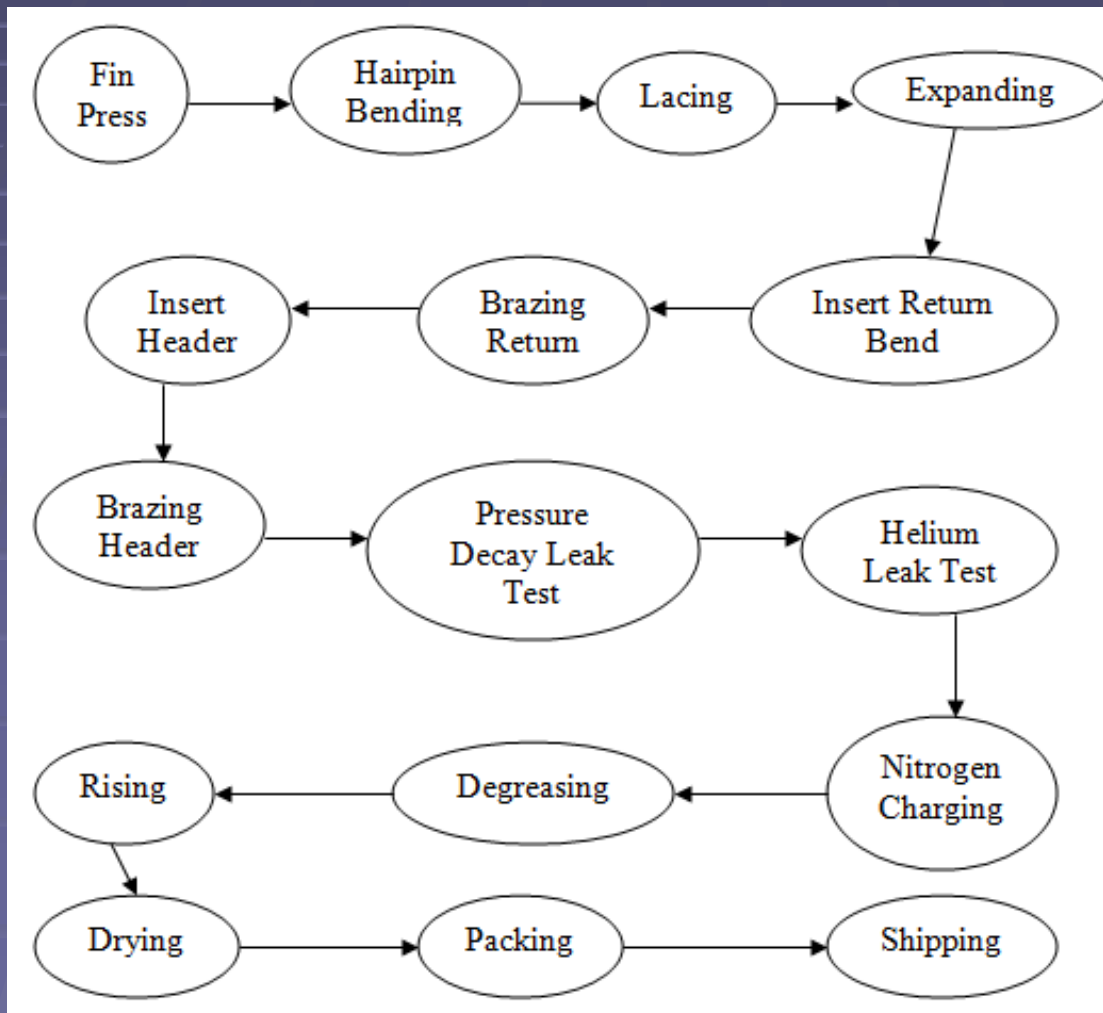 Fin
Press
Hairpin
Bending
Lacing
Expanding
Insert Return
Bend
Brazing
Return
Insert
Header
Brazing
Header
Pressure
Decay Leak
Test
Helium
Leak Test
Nitrogen
Charging
Degreasing
Rising
Drying
Packing
Shipping